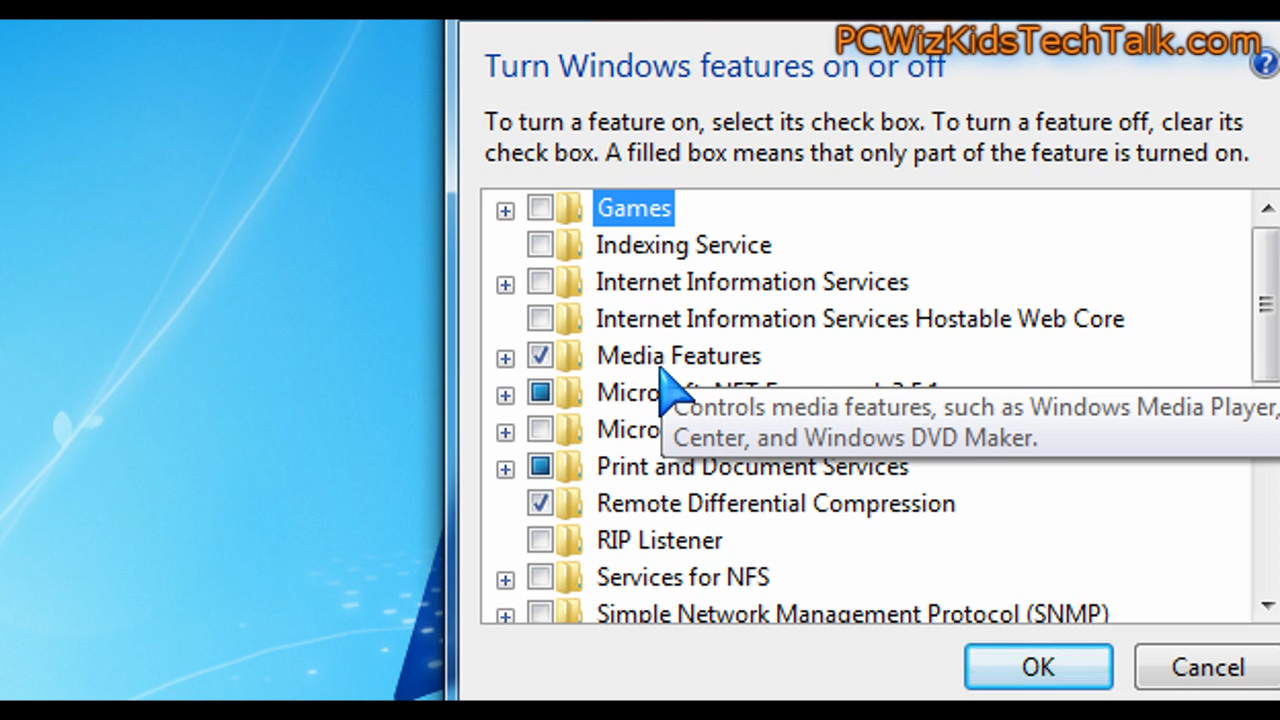 PCWizKidsTechTalk.com
Turn Windows features on or off
To turn a feature on, select its check box. To turn a feature off, clear its
check box. A filled box means that only part of the feature is turned on.
Games
Indexing Service
Internet Information Services
Internet Information Services Hostable Web Core
Media Features
Controls media features, such as Windows Media Player,
Center, and Windows DVD Maker.
Print and Document Services
Remote Differential Compression
RIP Listener
Services for NFS
Simple Network Management Protocol (SNMP)
OK
Cancel